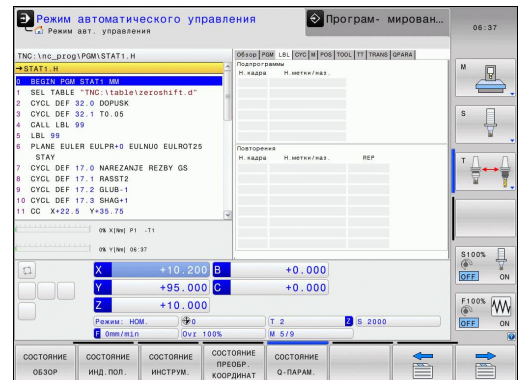 Режим автоматического управления
Режим авт. управления
Програм- мирован...
06:37
TNC:\nc_prog\PGM\STAT1.H
→STAT1.H
0 BEGIN PGM STAT1 MM
1 SEL TABLE "TNC:\table\zeroshift.d"
2 CYCL DEF 32.0 DOPUSK
3 CYCL DEF 32.1 T0.05
4 CALL LBL 99
5 LBL 99
6 PLANE EULER EULPR+0 EULNU0 EULROT25
STAY
7 CYCL DEF 17.0 NAREZANJE REZBY GS
8 CYCL DEF 17.1 RASST2
9 CYCL DEF 17.2 GLUB-1
10 CYCL DEF 17.3 SHAG+1
11 CC X+22.5 Y+35.75
0% X[Nm] P1 -T1
0% Y[Nm] 06:37
Обзор PGM LBL CYC M POS TOOL TT TRANS QPARA
Подпрограммы
Н.кадра Н.метки/наз.
Повторения
Н.кадра Н.метки/наз. REP
X +10.200 B +0.000
Y +95.000 C +0.000
Z +10.000
Режим: НОМ. 0 T 2 Z S 2000
F 0mm/min Ovr 100% M 5/9
M
S
T
S100%
OFF ON
F100%
OFF ON
СОСТОЯНИЕ ОБЗОР
СОСТОЯНИЕ ИНД. ПОЛ.
СОСТОЯНИЕ ИНСТРУМ.
СОСТОЯНИЕ ПРЕОБР. КООРДИНАТ
СОСТОЯНИЕ Q-ПАРАМ.